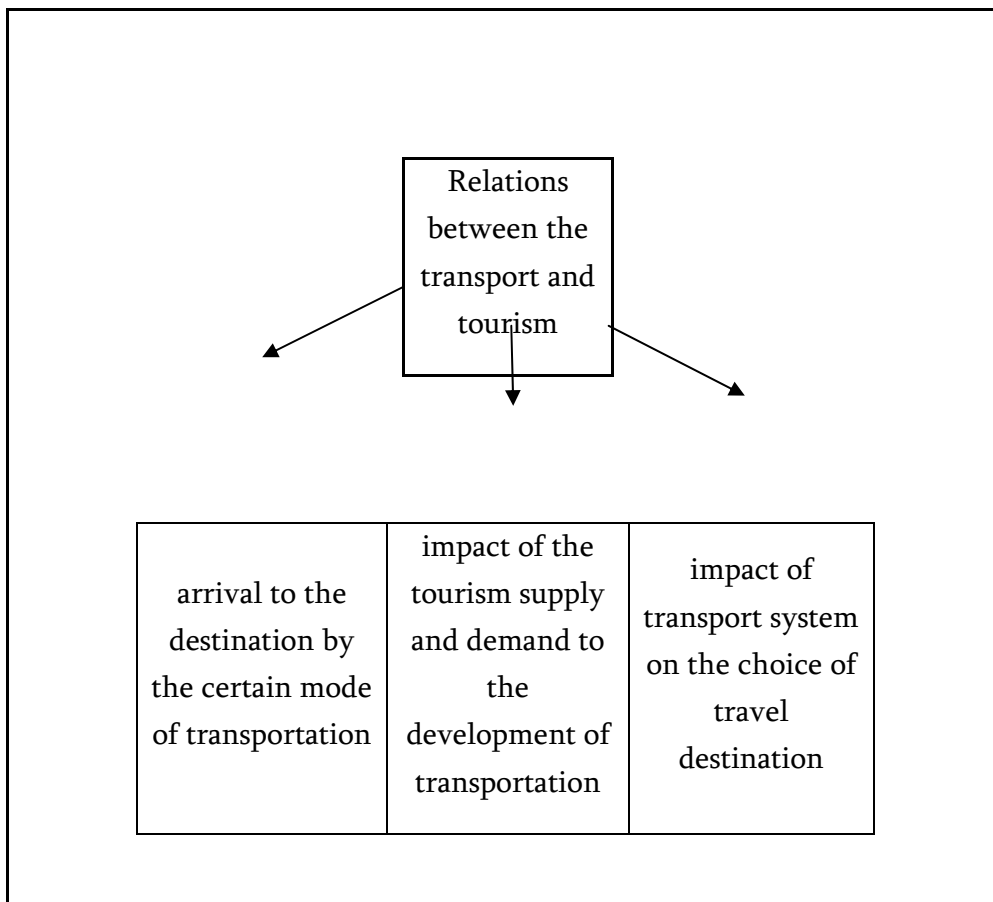 Relations
between the
transport and
tourism
arrival to the
destination by
the certain mode
of transportation
impact of the
tourism supply
and demand to
the
development of
transportation
impact of
transport system
on the choice of
travel
destination